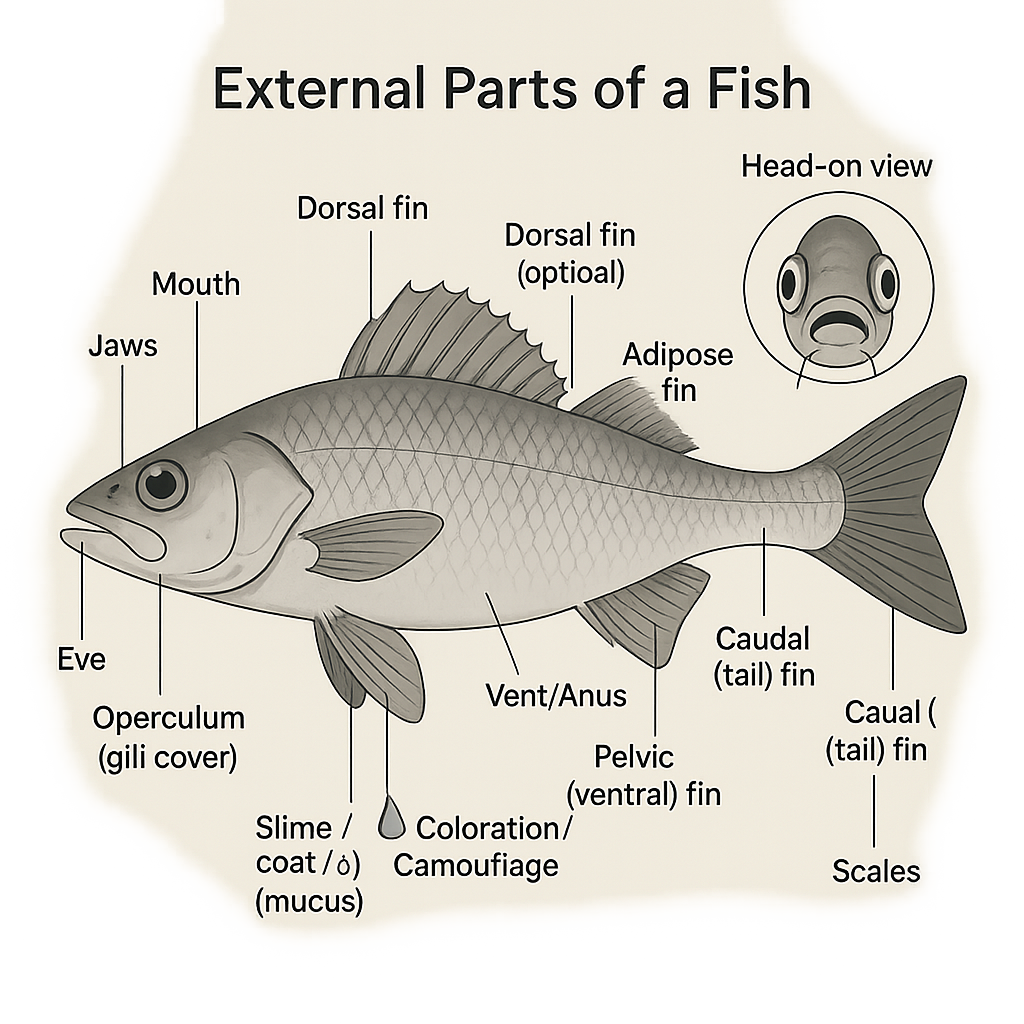 External Parts of a Fish
Head-on view
Dorsal fin
Dorsal fin
(optioal)
Mouth
Jaws
Adipose
fin
Eve
Operculum
(gili cover)
Vent/Anus
Caudal
(tail) fin
Caual (
(tail) fin
Pelvic
(ventral) fin
Slime /
coat / ó)
(mucus)
Coloration/
Camoufiage
Scales